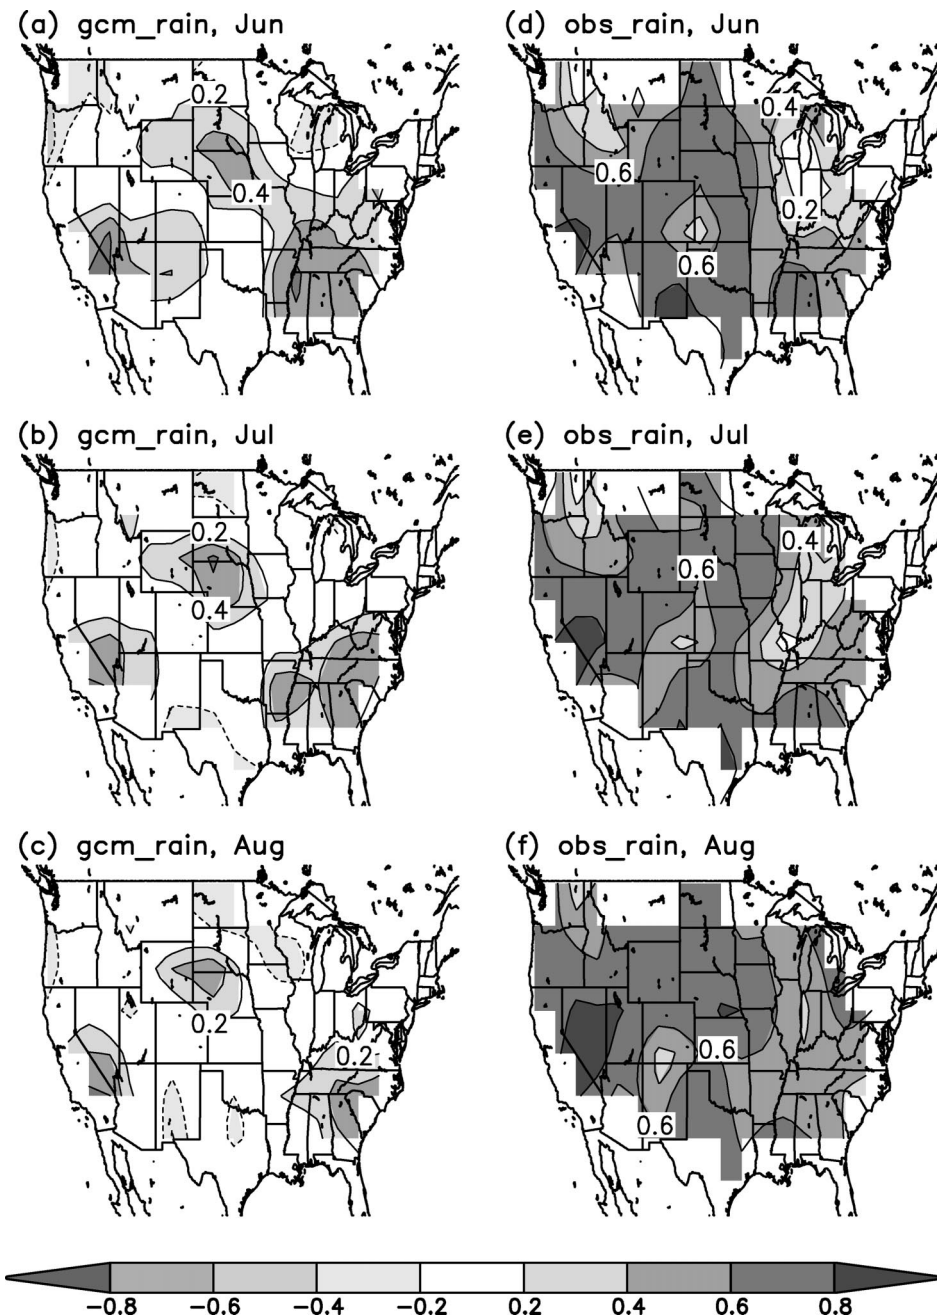 (a) gcm_rain, Jun
0.2
0.4
(d) obs_rain, Jun
0.4
0.6
0.2
0.6
(b) gcm_rain, Jul
0.2
0.4
(e) obs_rain, Jul
0.4
0.6
(c) gcm_rain, Aug
0.2
0.2
(f) obs_rain, Aug
0.6
0.6
−0.8 −0.6 −0.4 −0.2 0.2 0.4 0.6 0.8